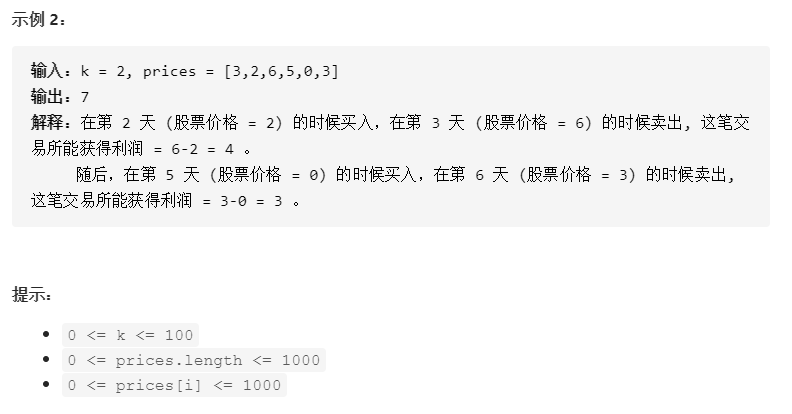 示例 2：
输入：k = 2, prices = [3,2,6,5,0,3]
输出：7
解释：在第 2 天 (股票价格 = 2) 的时候买入，在第 3 天 (股票价格 = 6) 的时候卖出, 这笔交
易所能获得利润 = 6-2 = 4 。
随后，在第 5 天 (股票价格 = 0) 的时候买入，在第 6 天 (股票价格 = 3) 的时候卖出,
这笔交易所能获得利润 = 3-0 = 3 。
提示：
0 <= k <= 100
0 <= prices.length <= 1000
0 <= prices[i] <= 1000